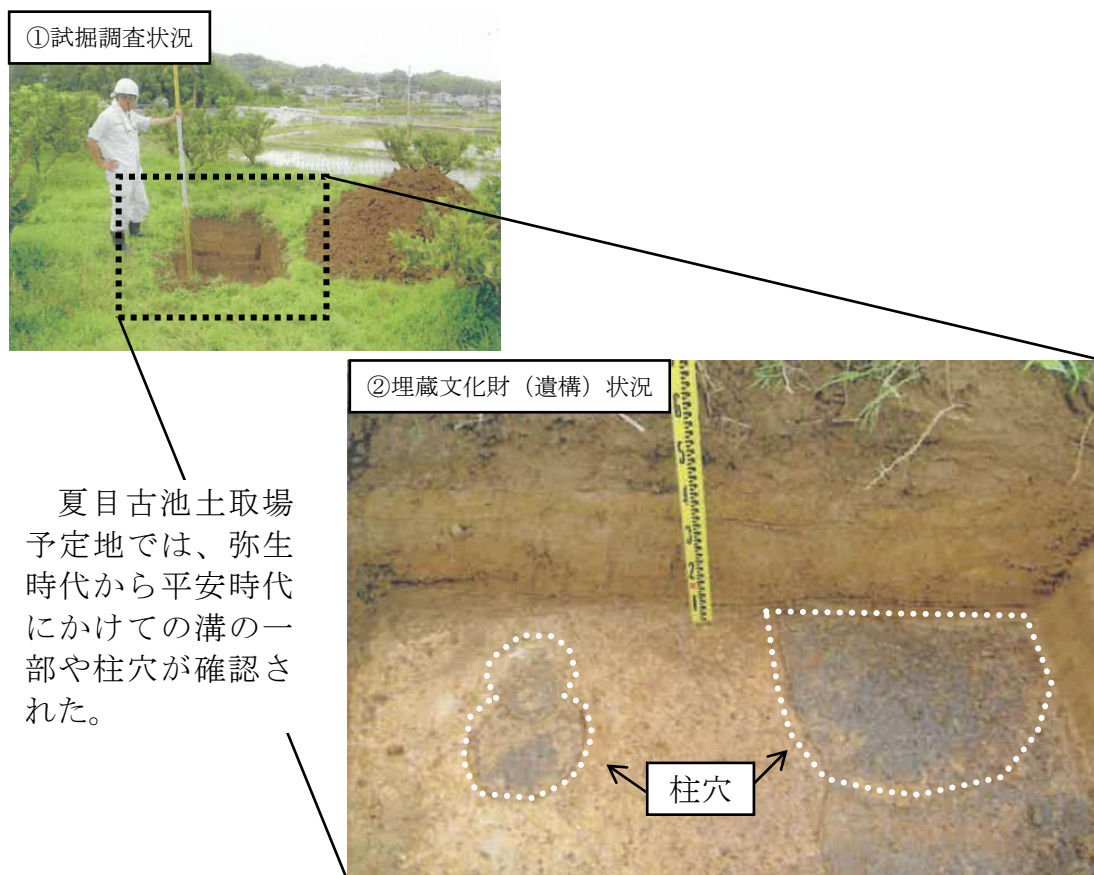 ①試掘調査状況
②埋蔵文化財(遺構)状況
夏目古池土取場
予定地では、弥生
時代から平安時代
にかけての溝の一
部や柱穴が確認さ
れた。
柱穴